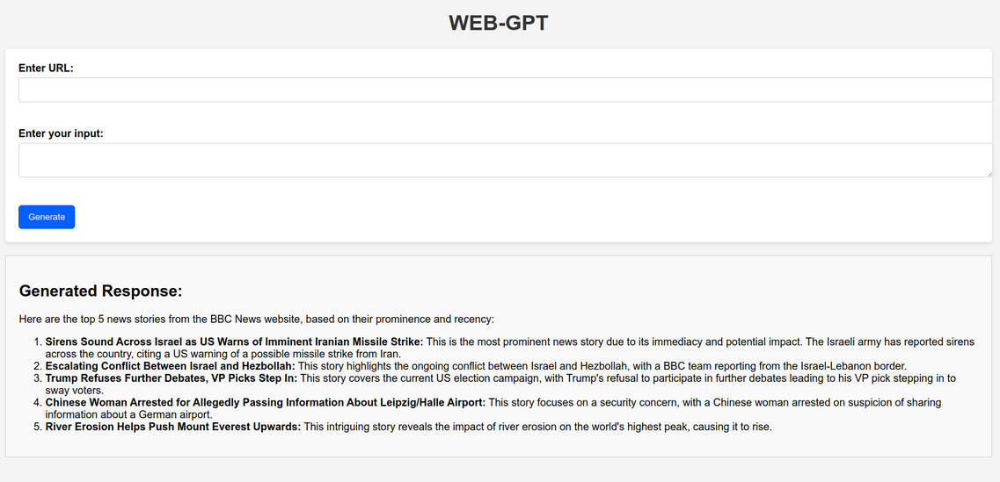 WEB-GPT
Enter URL:
Enter your input:
Generate
Generated Response:
Here are the top 5 news stories from the BBC News website, based on their prominence and recency:
1. Sirens Sound Across Israel as US Warns of Imminent Iranian Missile Strike: This is the most prominent news story due to its immediacy and potential impact. The Israeli army has reported sirens
across the country, citing a US warning of a possible missile strike from Iran.
2. Escalating Conflict Between Israel and Hezbollah: This story highlights the ongoing conflict between Israel and Hezbollah, with a BBC team reporting from the Israel-Lebanon border.
3. Trump Refuses Further Debates, VP Picks Step In: This story covers the current US election campaign, with Trump's refusal to participate in further debates leading to his VP pick stepping in to
sway voters.
4. Chinese Woman Arrested for Allegedly Passing Information About Leipzig/Halle Airport: This story focuses on a security concern, with a Chinese woman arrested on suspicion of sharing
information about a German airport.
5. River Erosion Helps Push Mount Everest Upwards: This intriguing story reveals the impact of river erosion on the world's highest peak, causing it to rise.